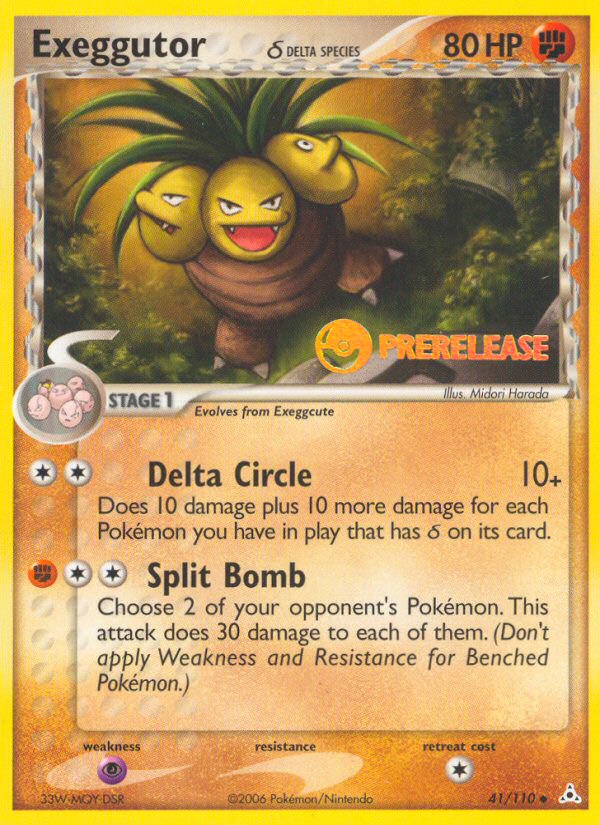 Exeggutor δ DELTA SPECIES 80 HP
PRERELEASE
Illus. Midori Harada
STAGE 1
Evolves from Exeggcute
Delta Circle 10+
Does 10 damage plus 10 more damage for each
Pokémon you have in play that has δ on its card.
Split Bomb
Choose 2 of your opponent's Pokémon. This
attack does 30 damage to each of them. (Don't
apply Weakness and Resistance for Benched
Pokémon.)
weakness resistance retreat cost
33W-MQY-DSR ©2006 Pokémon/Nintendo 41/110